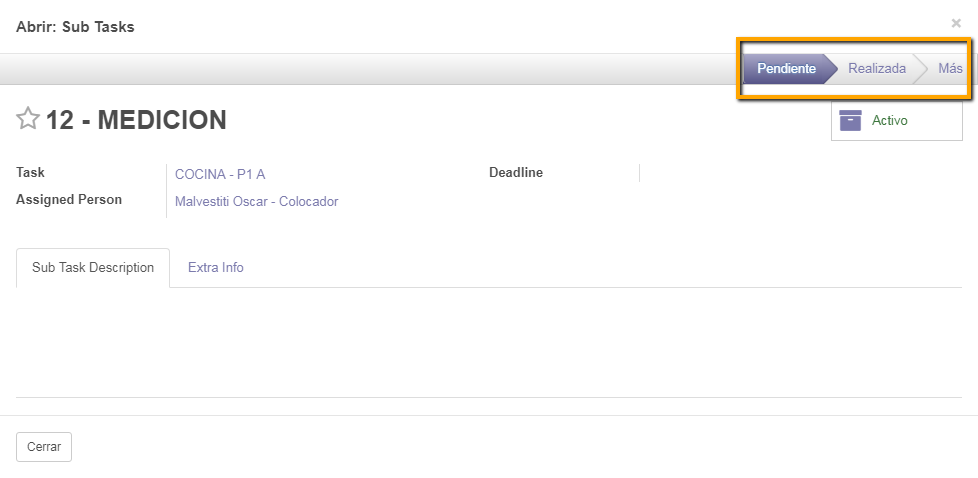 Abrir: Sub Tasks
×
Pendiente Realizada Más
12 - MEDICION
Activo
Task COCINA - P1 A Deadline
Assigned Person Malvestiti Oscar - Colocador
Sub Task Description Extra Info
Cerrar